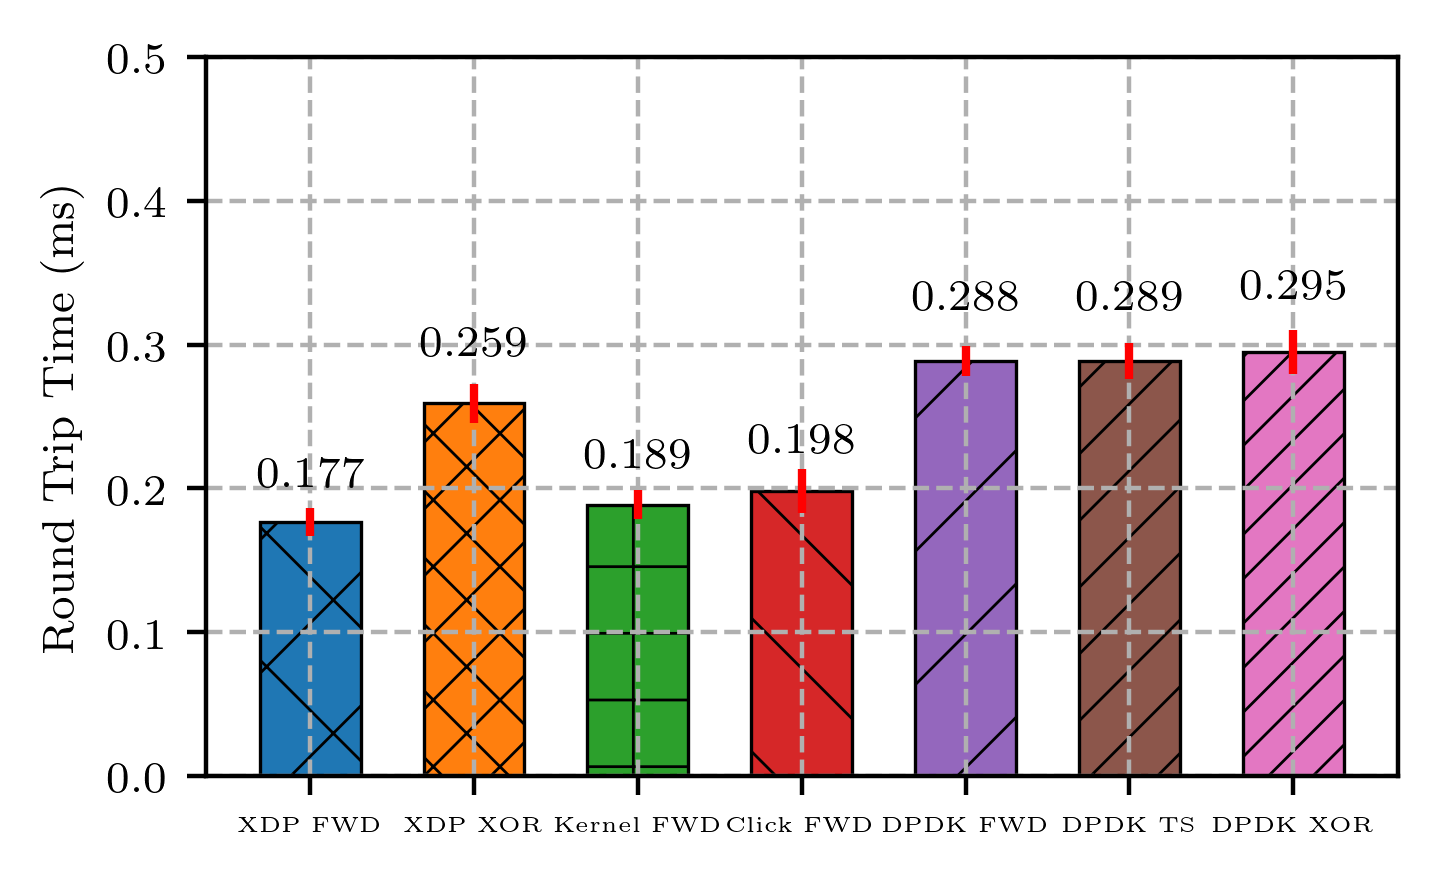 Round Trip Time (ms)
0.5
0.4
0.3
0.2
0.1
0.0
0.177
0.259
0.189
0.198
0.288
0.289
0.295
XDP FWD
XDP XOR
Kernel FWD
Click FWD
DPDK FWD
DPDK TS
DPDK XOR